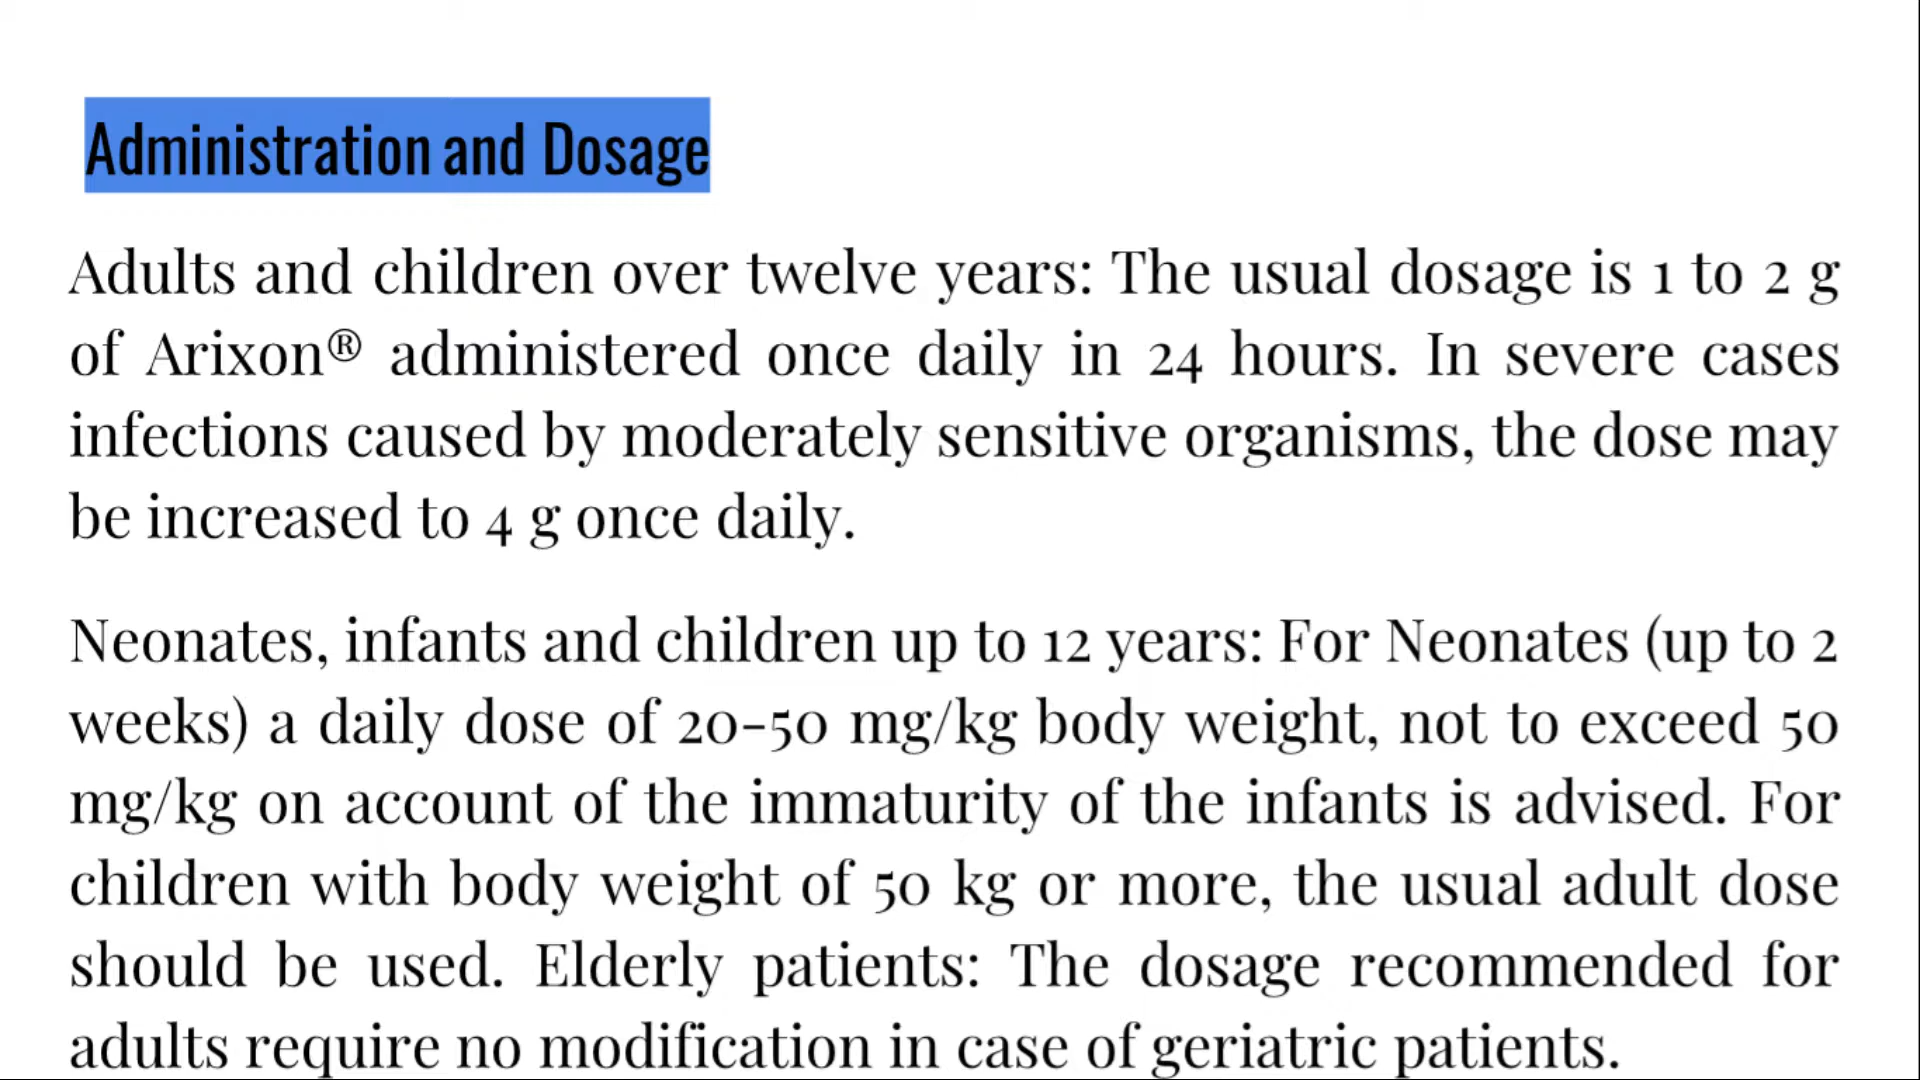 Administration and Dosage
Adults and children over twelve years: The usual dosage is 1 to 2 g
of Arixon® administered once daily in 24 hours. In severe cases
infections caused by moderately sensitive organisms, the dose may
be increased to 4 g once daily.
Neonates, infants and children up to 12 years: For Neonates (up to 2
weeks) a daily dose of 20-50 mg/kg body weight, not to exceed 50
mg/kg on account of the immaturity of the infants is advised. For
children with body weight of 50 kg or more, the usual adult dose
should be used. Elderly patients: The dosage recommended for
adults require no modification in case of geriatric patients.